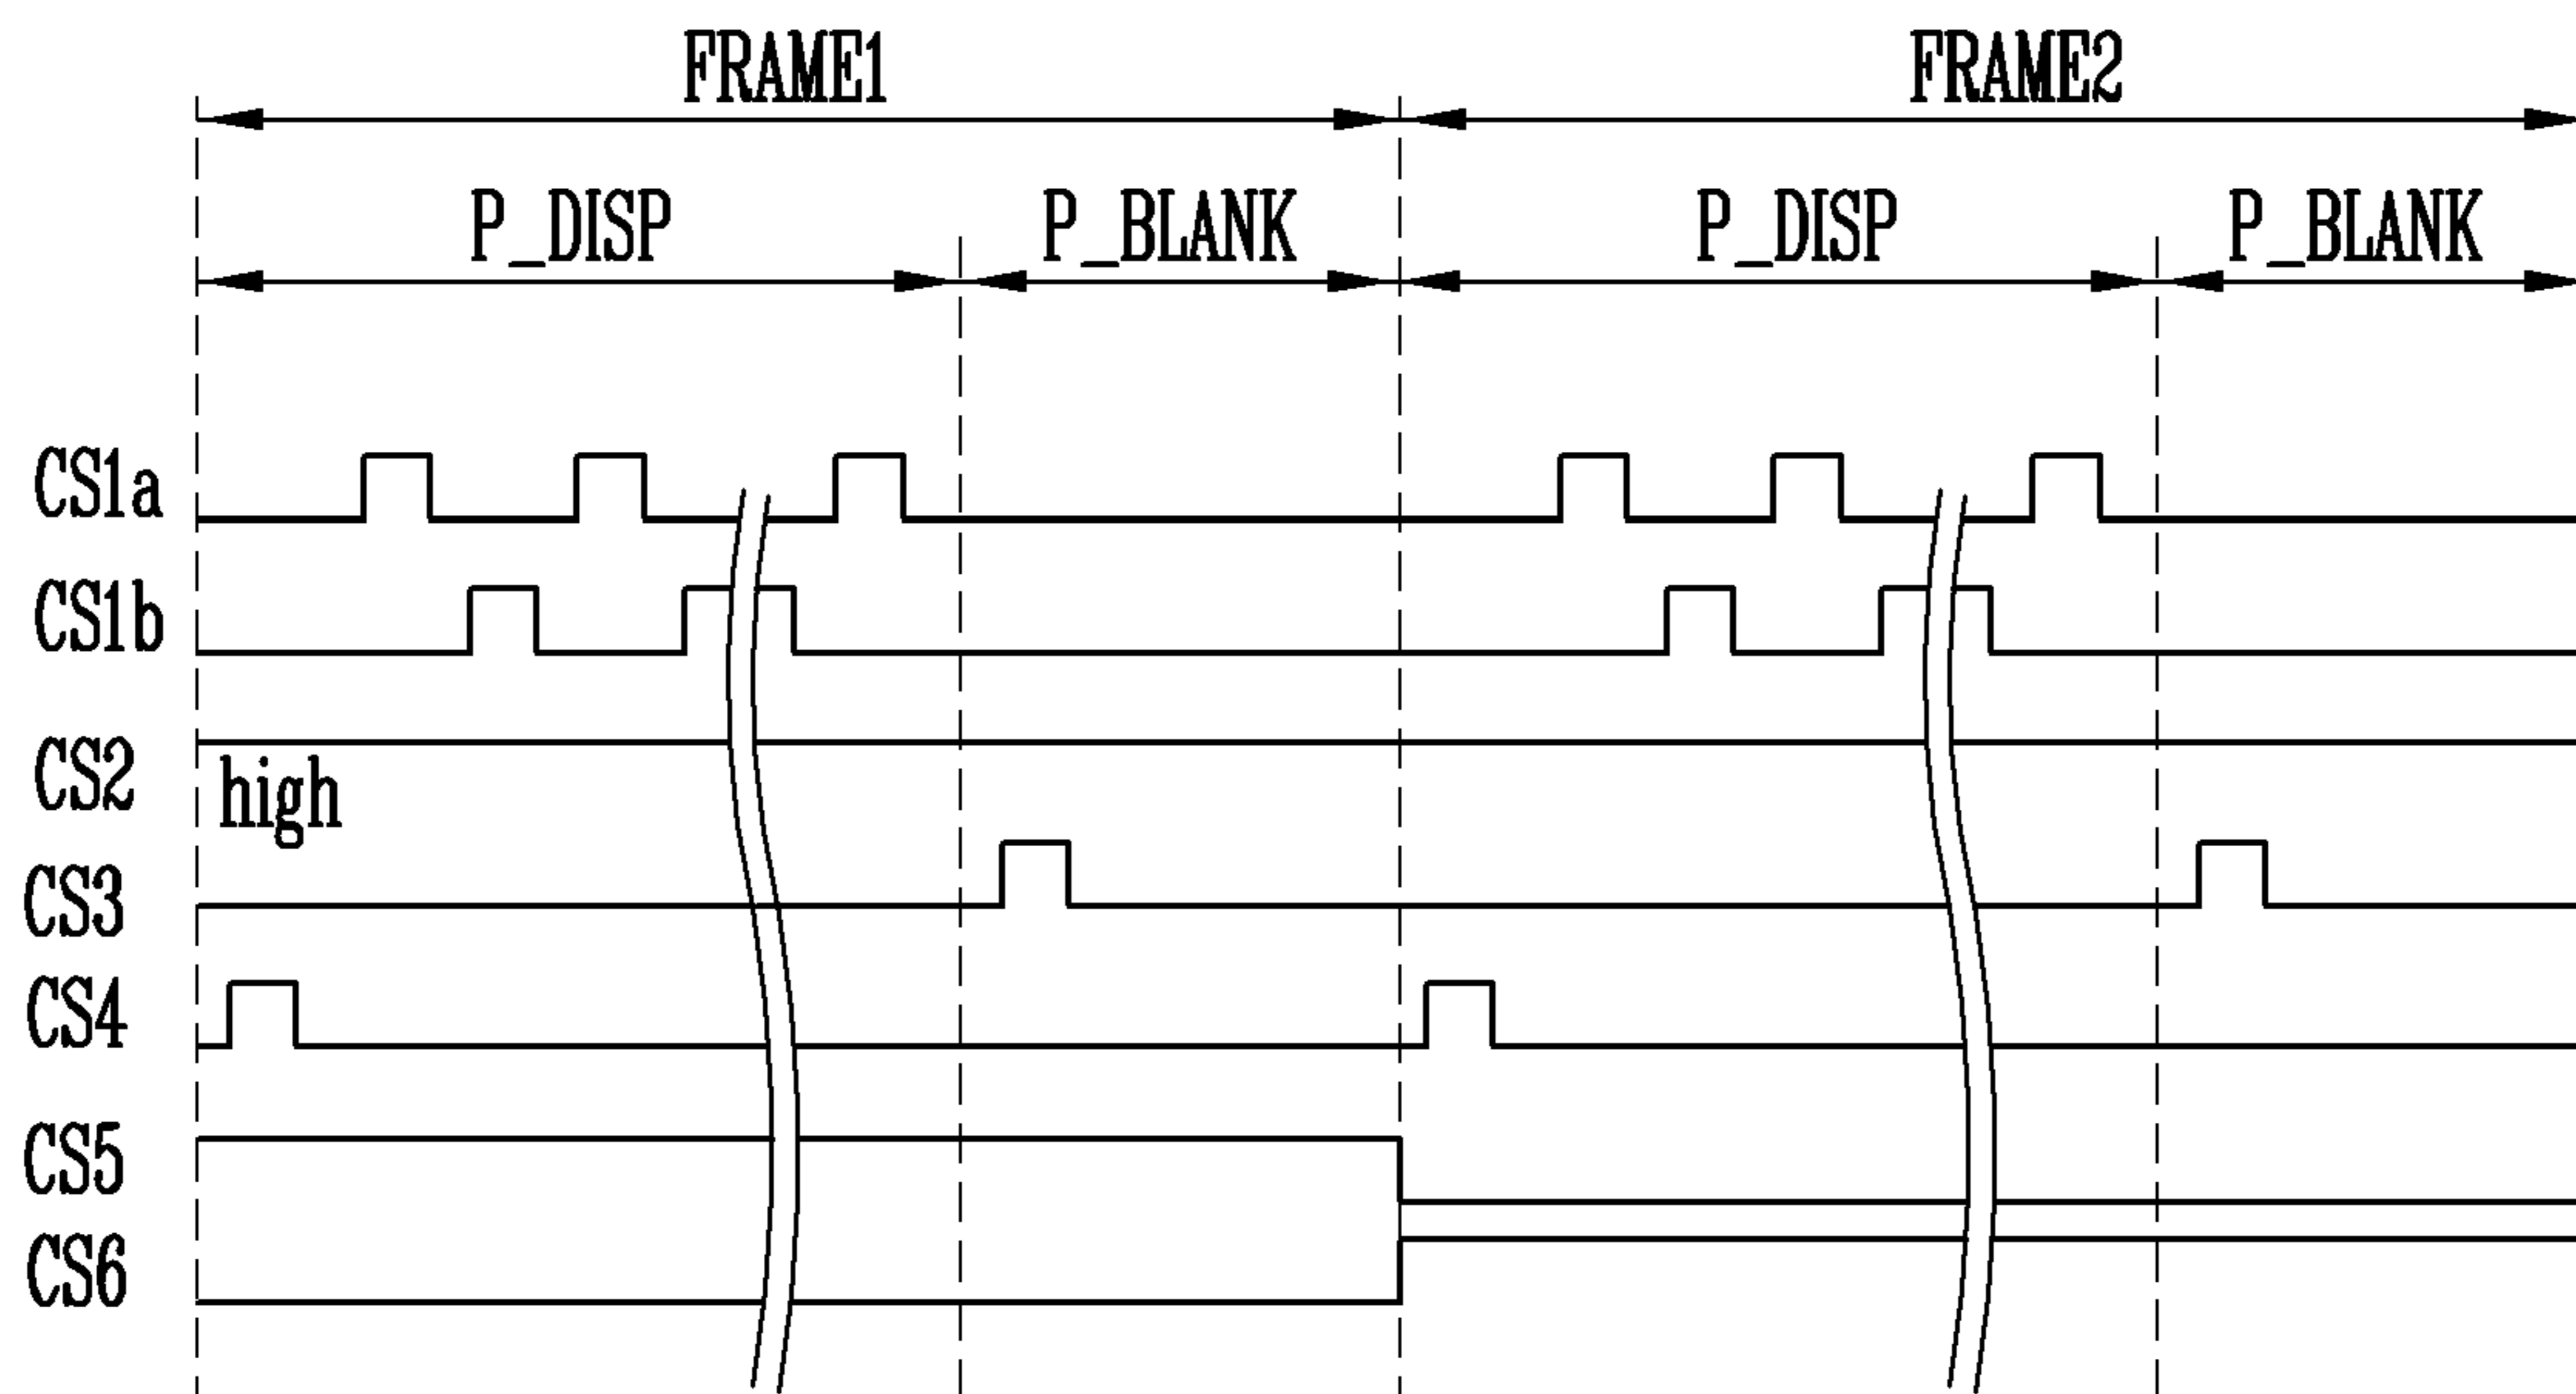 FRAME1 FRAME2
P_DISP P_BLANK P_DISP P_BLANK
CS1a
CS1b
CS2
high
CS3
CS4
CS5
CS6